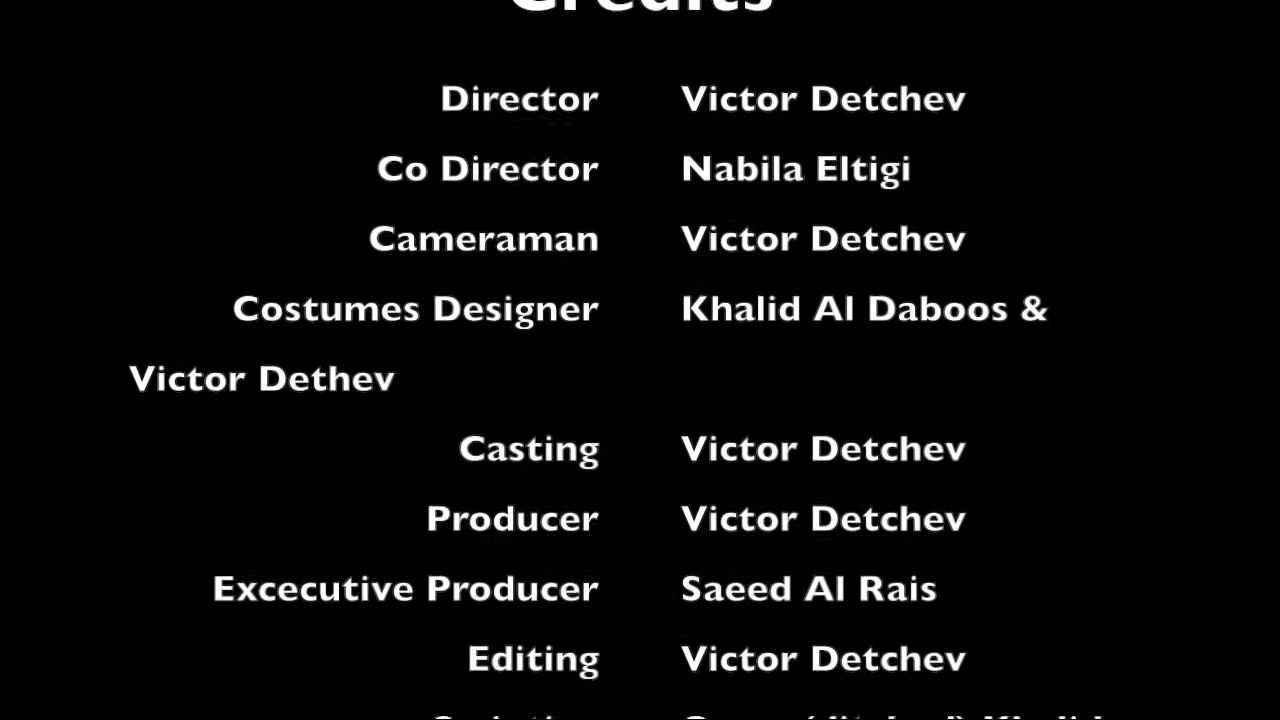 Credits
Director Victor Detchev
Co Director Nabila Eltigi
Cameraman Victor Detchev
Costumes Designer Khalid Al Daboos &
Victor Dethev
Casting Victor Detchev
Producer Victor Detchev
Excecutive Producer Saeed Al Rais
Editing Victor Detchev